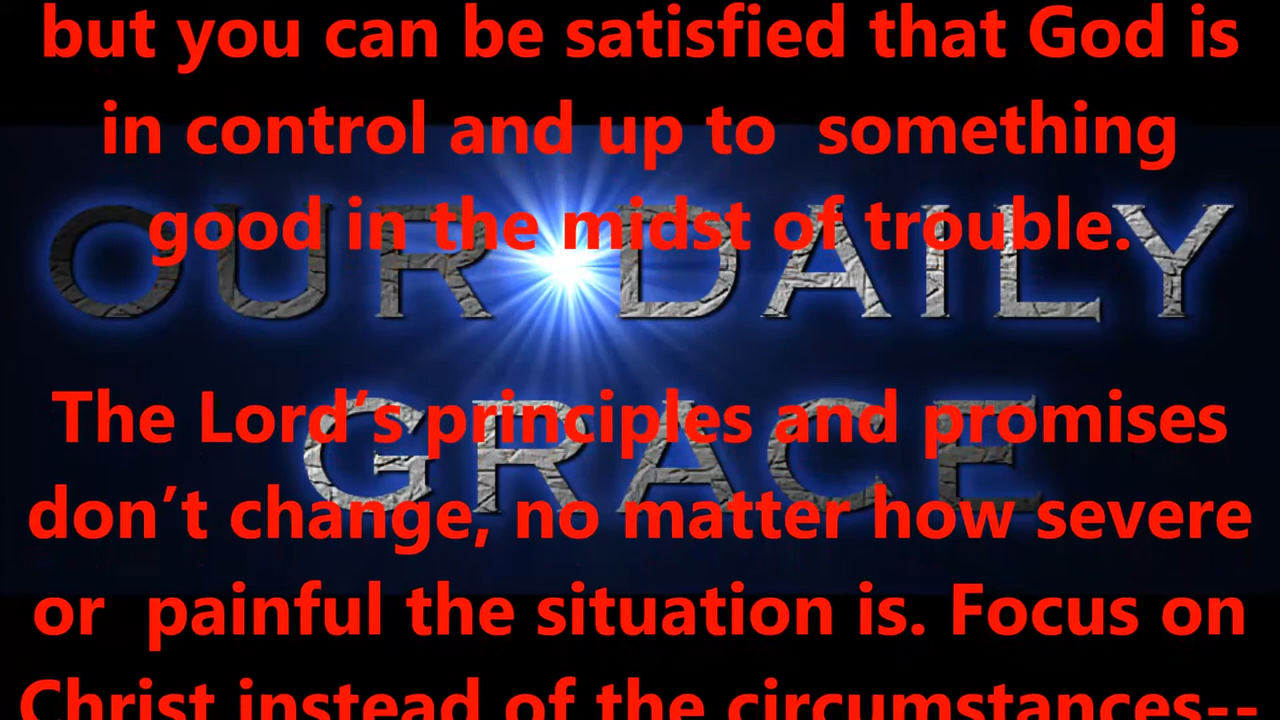 but you can be satisfied that God is
in control and up to something
good in the midst of trouble.
OUR DAILY
GRACE
The Lord’s principles and promises
don’t change, no matter how severe
or painful the situation is. Focus on
Christ instead of the circumstances--